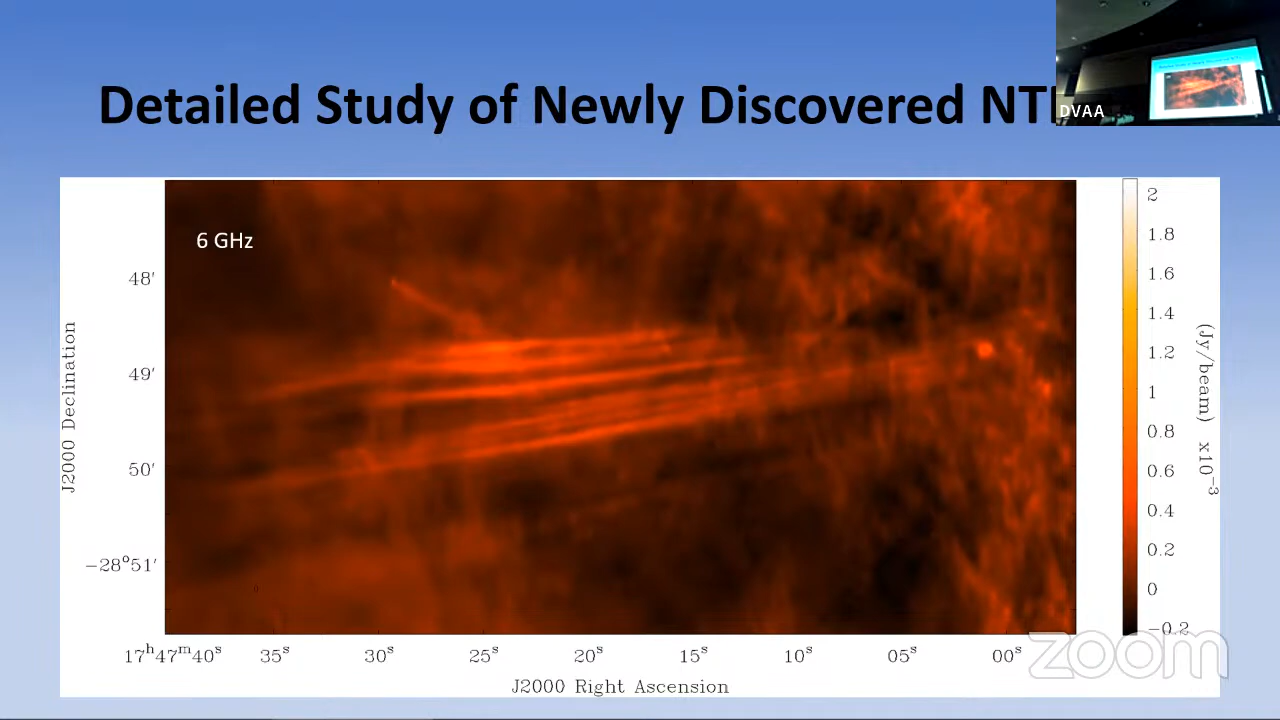 Detailed Study of Newly Discovered NT
DVAA
6 GHz
48'
49'
50'
−28°51'
J2000 Declination
17ʰ47ᵐ40ˢ 35ˢ 30ˢ 25ˢ 20ˢ 15ˢ 10ˢ 05ˢ 00ˢ
J2000 Right Ascension
2
1.8
1.6
1.4
1.2
1
0.8
0.6
0.4
0.2
0
−0.2
(Jy/beam) x10⁻³
zoom